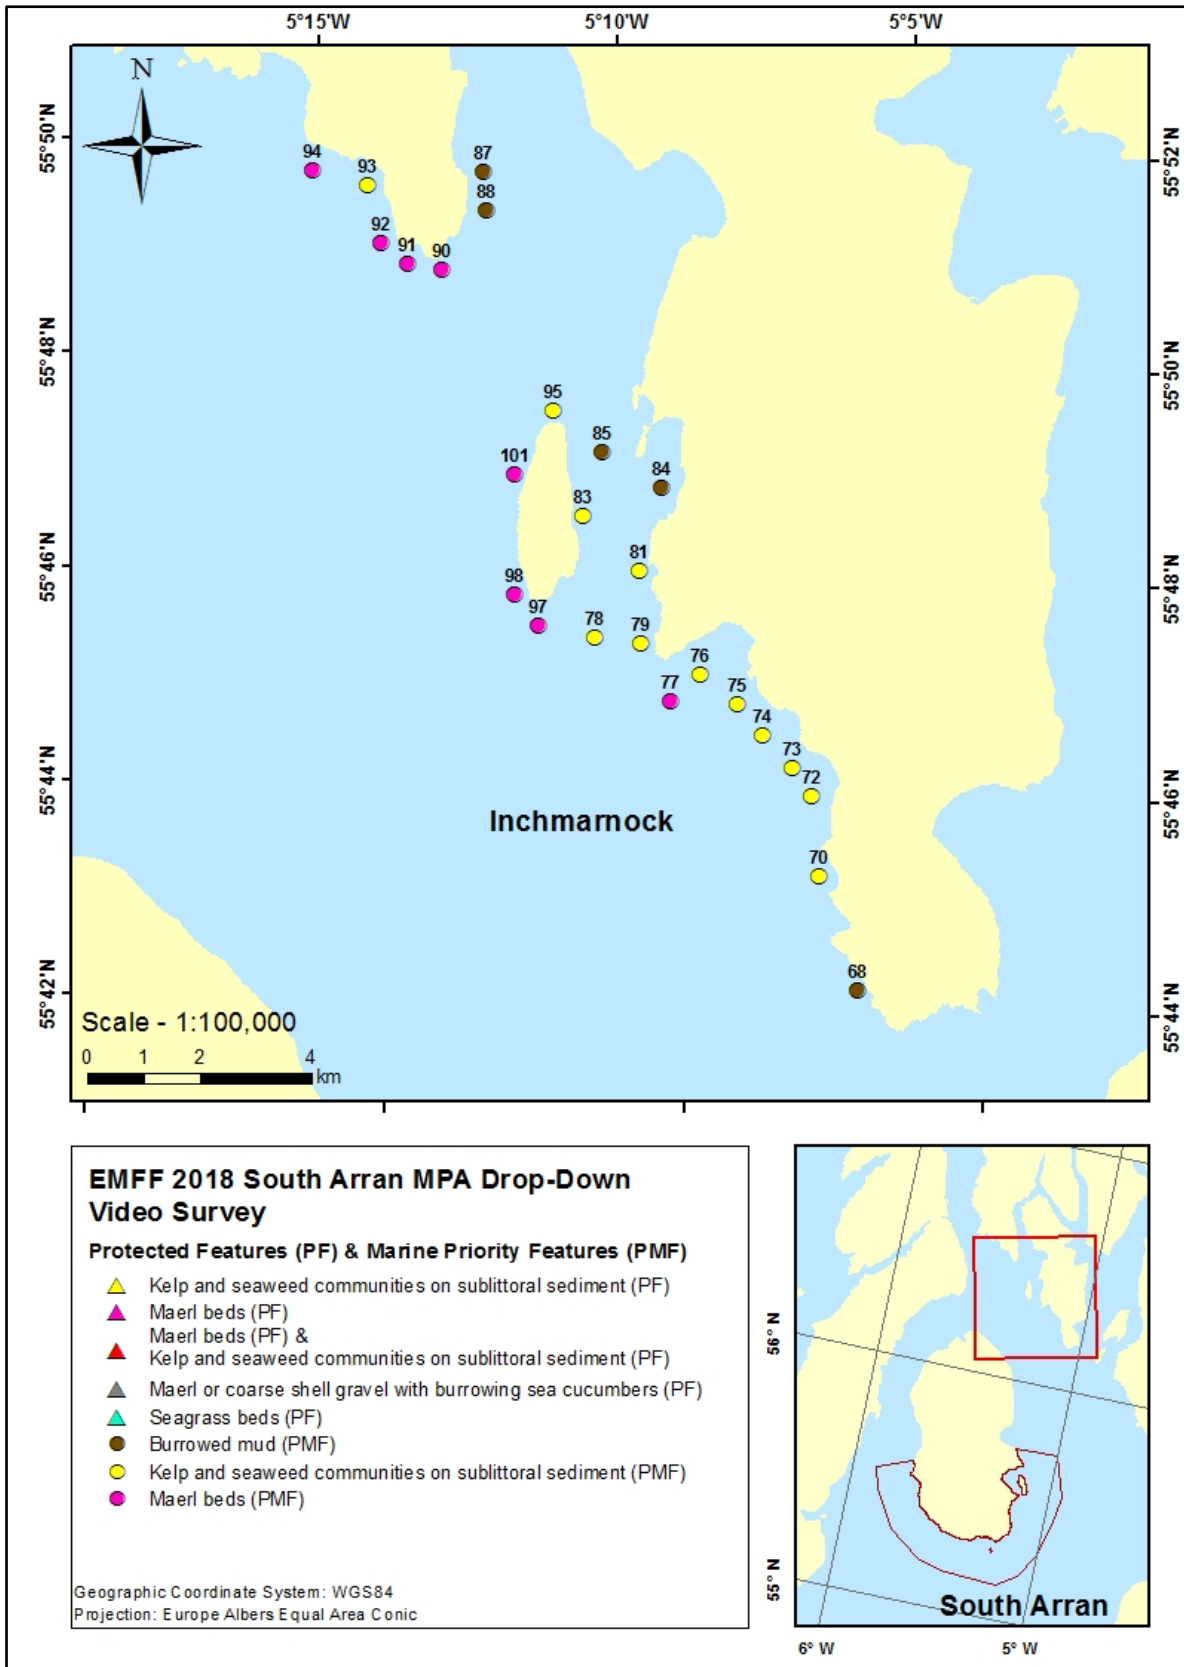 5°15'W 5°10'W 5°5'W
N
55°50'N
55°48'N
55°46'N
55°44'N
55°42'N
55°52'N
55°50'N
55°48'N
55°46'N
55°44'N
94
93
87
88
92
91
90
95
85
101
84
83
81
98
97
78
79
76
77
75
74
73
72
Inchmarnock
70
68
Scale - 1:100,000
0 1 2 4
km
EMFF 2018 South Arran MPA Drop-Down
Video Survey
Protected Features (PF) & Marine Priority Features (PMF)
Kelp and seaweed communities on sublittoral sediment (PF)
Maerl beds (PF)
Maerl beds (PF) &
Kelp and seaweed communities on sublittoral sediment (PF)
Maerl or coarse shell gravel with burrowing sea cucumbers (PF)
Seagrass beds (PF)
Burrowed mud (PMF)
Kelp and seaweed communities on sublittoral sediment (PMF)
Maerl beds (PMF)
Geographic Coordinate System: WGS84
Projection: Europe Albers Equal Area Conic
56° N
55° N
South Arran
6° W 5° W